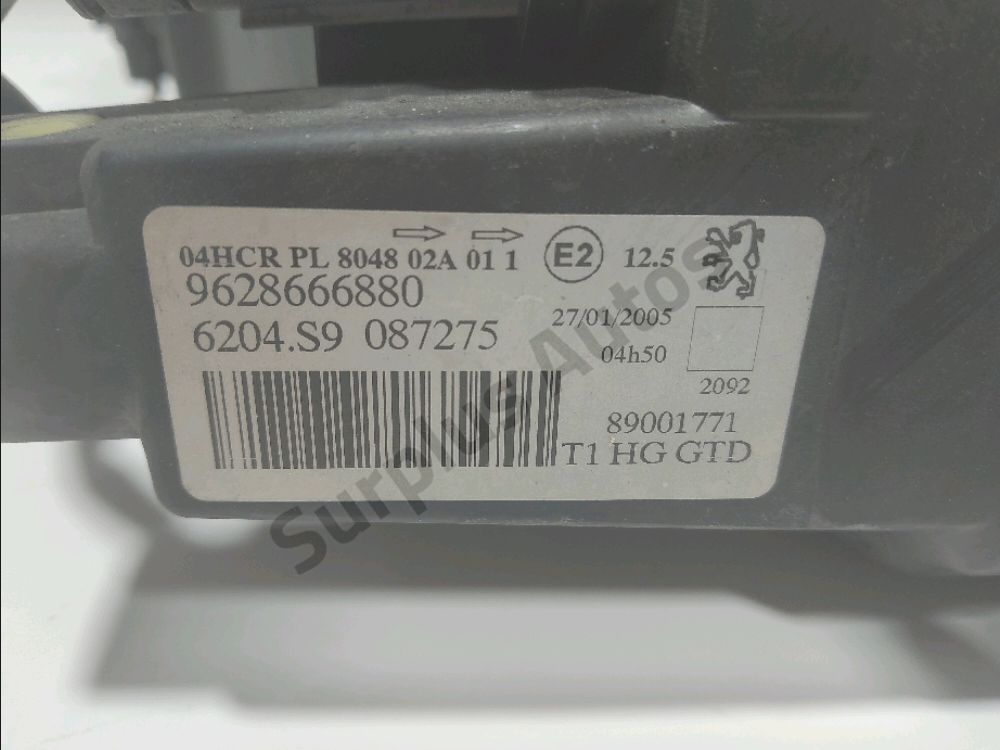 04HCR PL 8048 02A 01 1 E2 12.5
9628666880
6204.S9 087275
27/01/2005
04h50
2092
89001771
T1 HG GTD
Surplus Autos